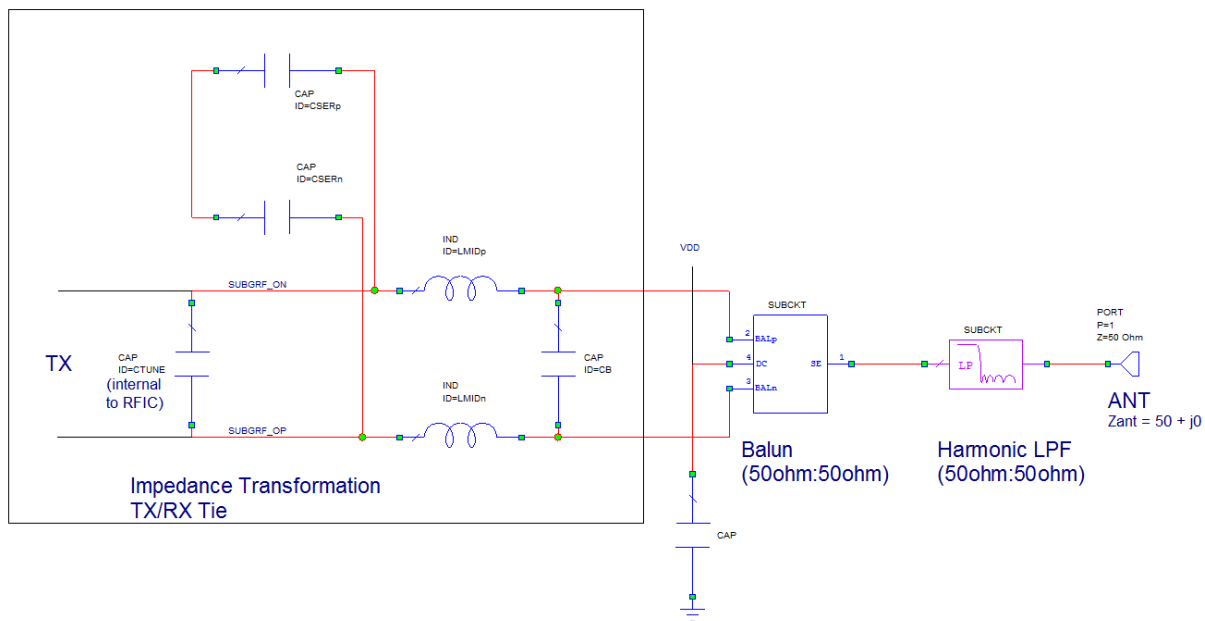 CAP
ID=CSERp
CAP
ID=CSERn
IND
ID=LMIDp
SUBGRF_ON
TX
CAP
ID=CTUNE
(internal
to RFIC)
CAP
ID=CB
IND
ID=LMIDn
SUBGRF_OP
Impedance Transformation
TX/RX Tie
VDD
SUBCKT
2
BALp
4
DC
SE
1
3
BALn
Balun
(50ohm:50ohm)
CAP
SUBCKT
LP
Harmonic LPF
(50ohm:50ohm)
PORT
P=1
Z=50 Ohm
ANT
Zant = 50 + j0